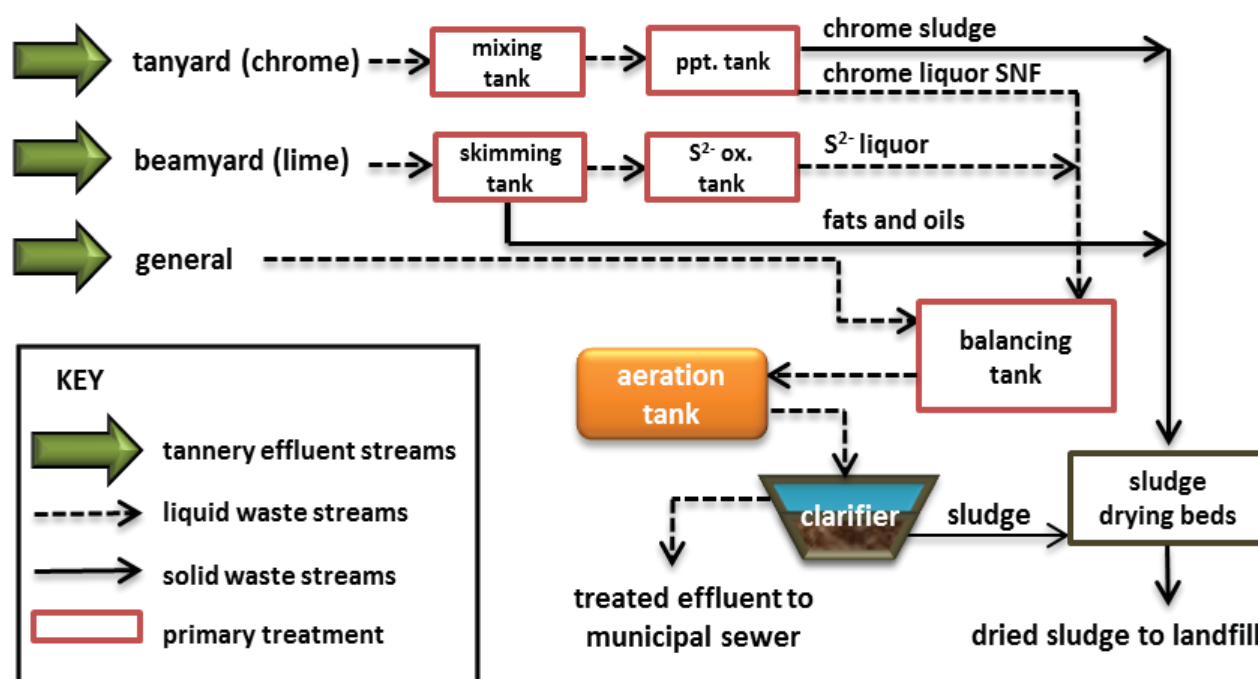 tanyard (chrome)
mixing
tank
ppt. tank
chrome sludge
chrome liquor SNF
beamyard (lime)
skimming
tank
S²⁻ ox.
tank
S²⁻ liquor
fats and oils
general
balancing
tank
aeration
tank
clarifier
sludge
sludge
drying beds
treated effluent to
municipal sewer
dried sludge to landfill
KEY
tannery effluent streams
liquid waste streams
solid waste streams
primary treatment